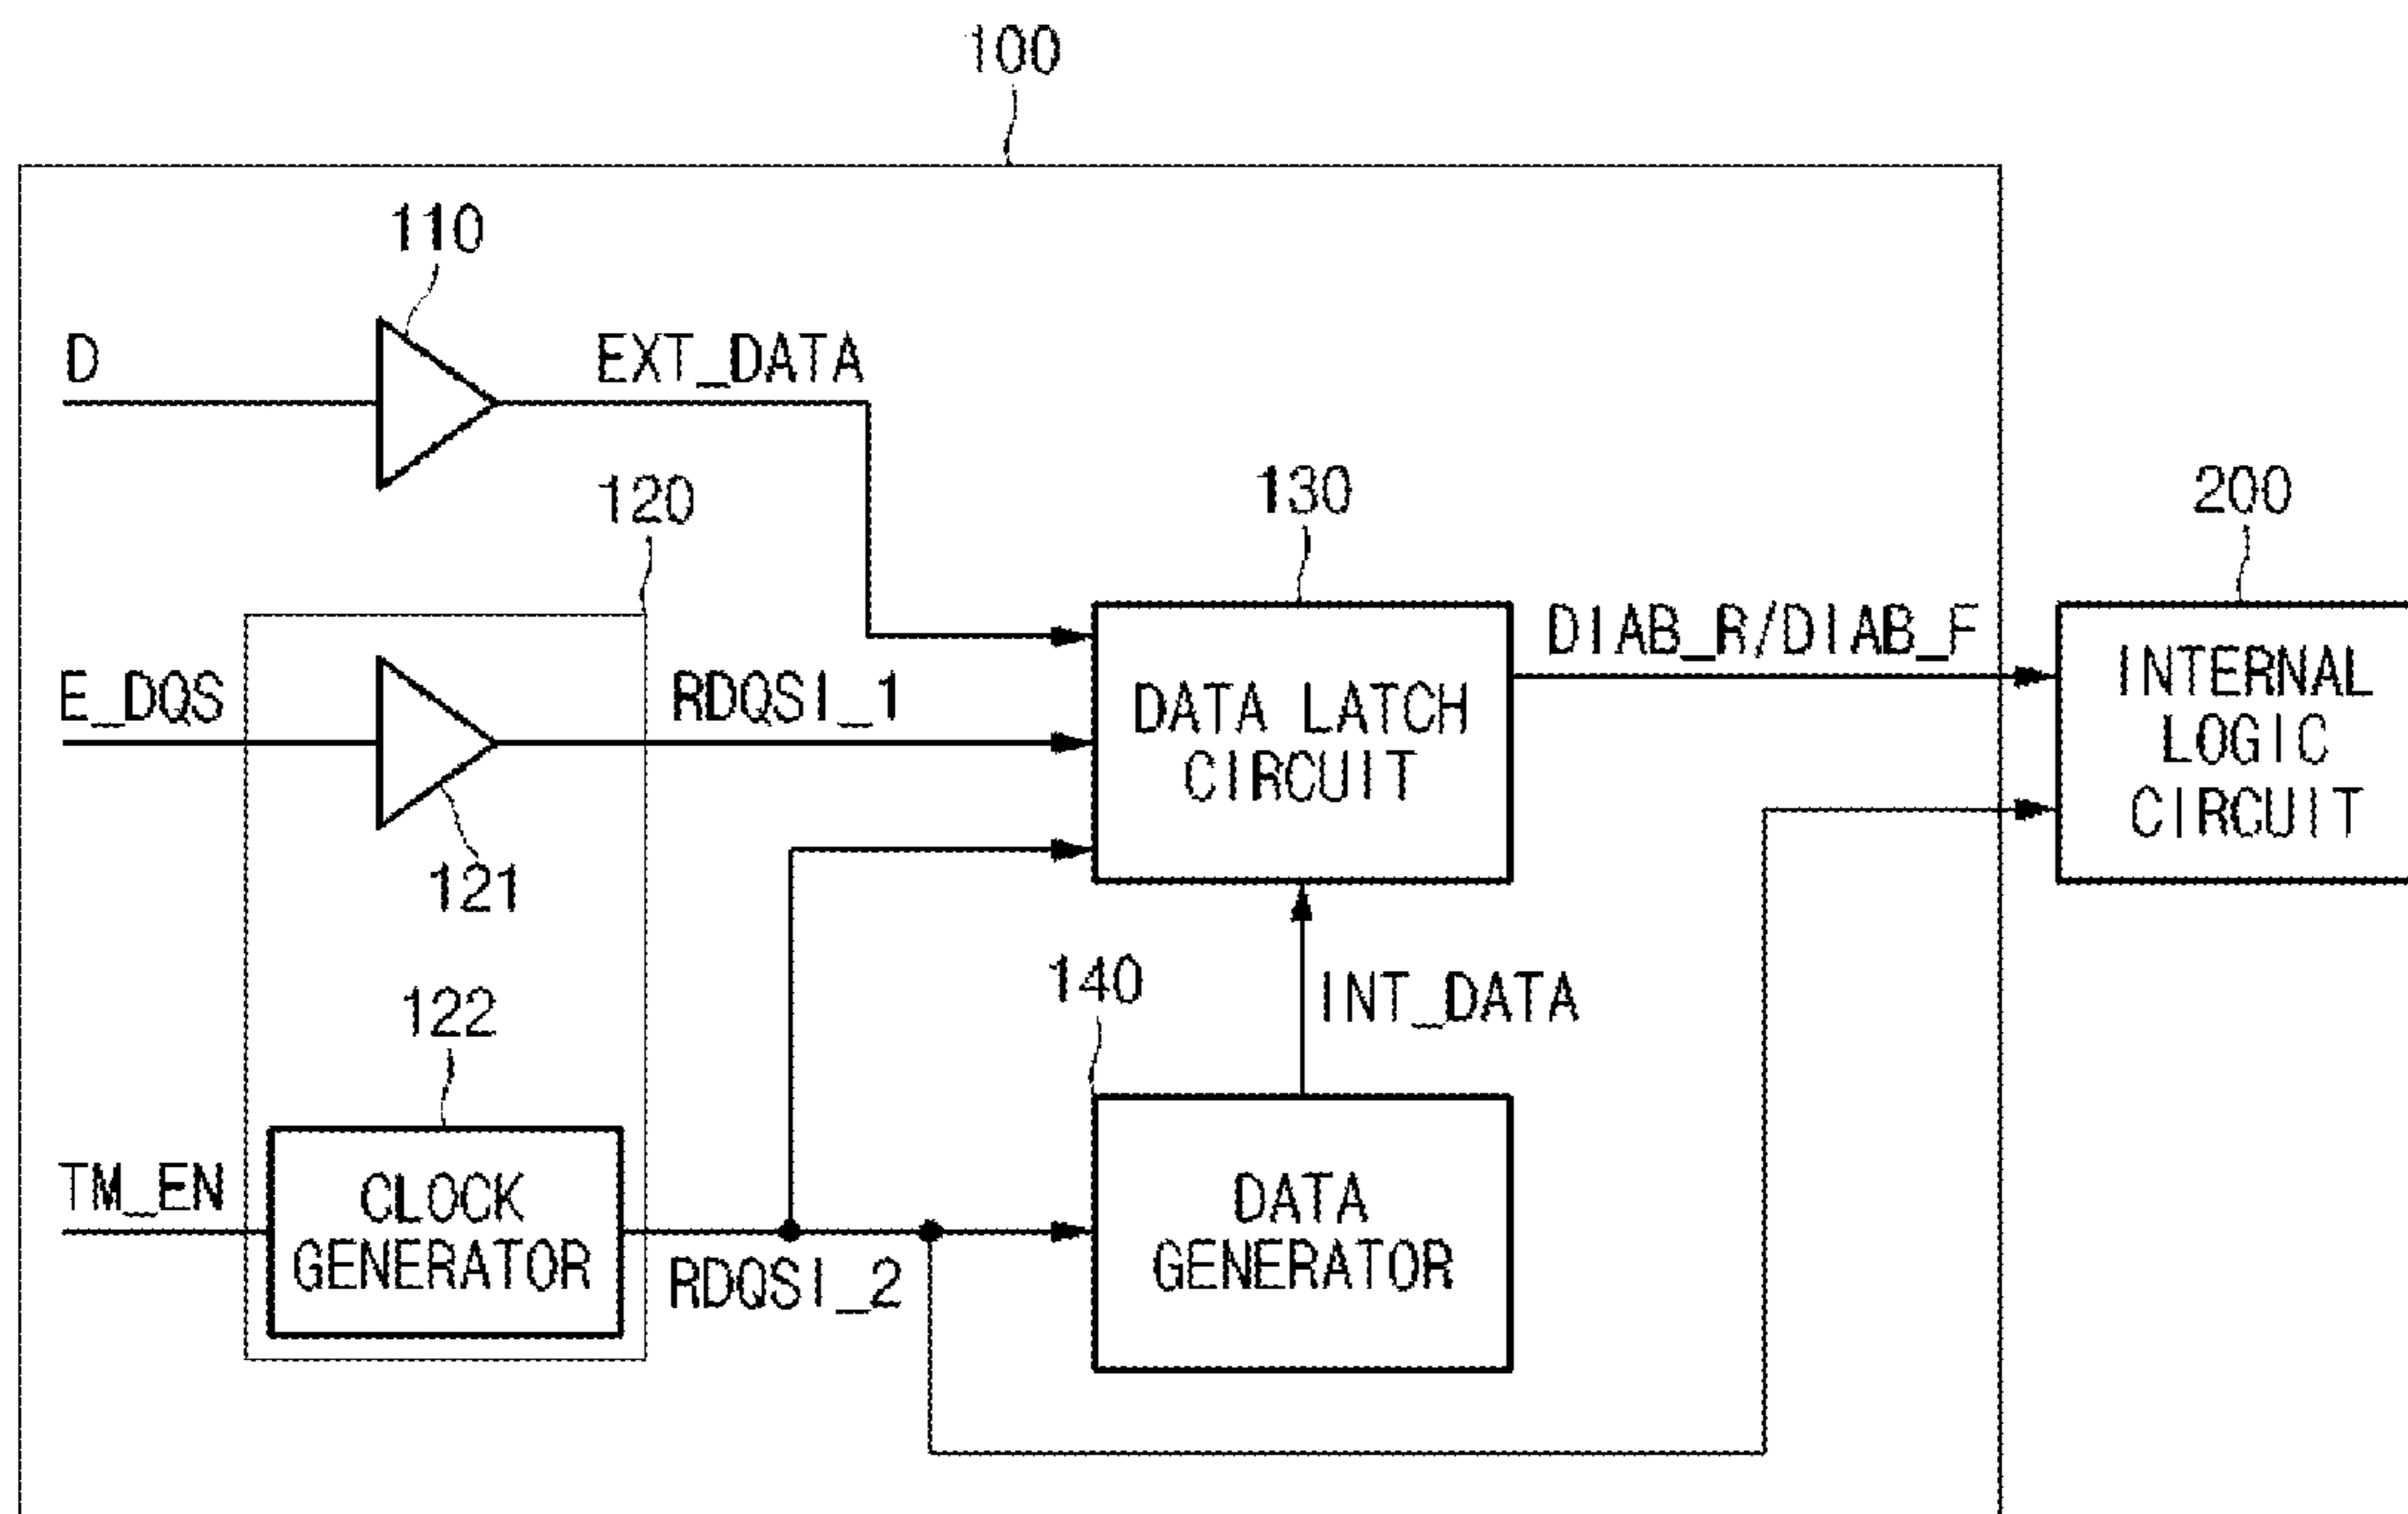 100
110
D
EXT_DATA
120
130
200
E_DQS
RDQSI_1
DATA LATCH
CIRCUIT
DIAB_R/DIAB_F
INTERNAL
LOGIC
CIRCUIT
121
122
140
INT_DATA
TM_EN
CLOCK
GENERATOR
RDQSI_2
DATA
GENERATOR